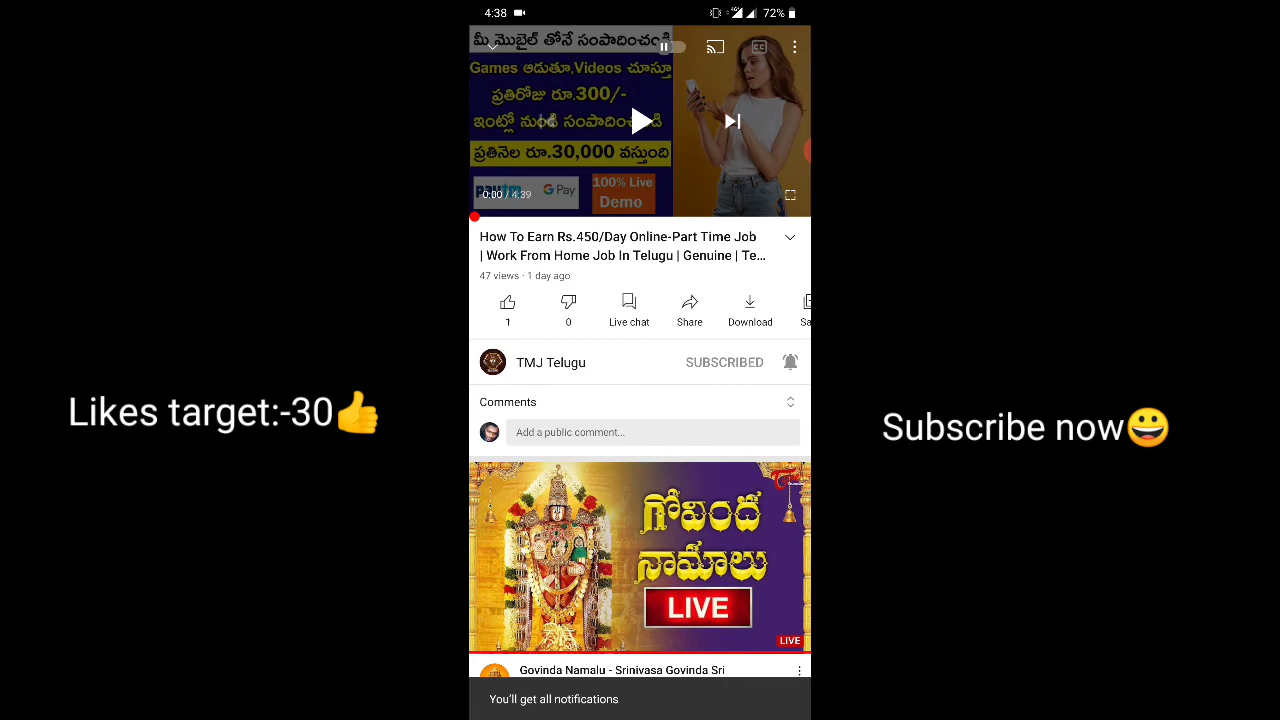 4:38
72%
మీ మొబైల్ తోనే సంపాదించండి
Games ఆడుతూ,Videos చూస్తూ
ప్రతిరోజు రూ.300/-
ఇంట్లో నుండి సంపాదించండి
ప్రతినెల రూ.30,000 వస్తుంది
paytm
G Pay
100% Live
Demo
CC
0:00 / 4:39
How To Earn Rs.450/Day Online-Part Time Job
| Work From Home Job In Telugu | Genuine | Te...
47 views · 1 day ago
1
0
Live chat
Share
Download
Sa
TMJ Telugu
SUBSCRIBED
Comments
Add a public comment...
Likes target:-30👍
Subscribe now😀
గోవింద
నామాలు
LIVE
LIVE
Govinda Namalu - Srinivasa Govinda Sri
You'll get all notifications